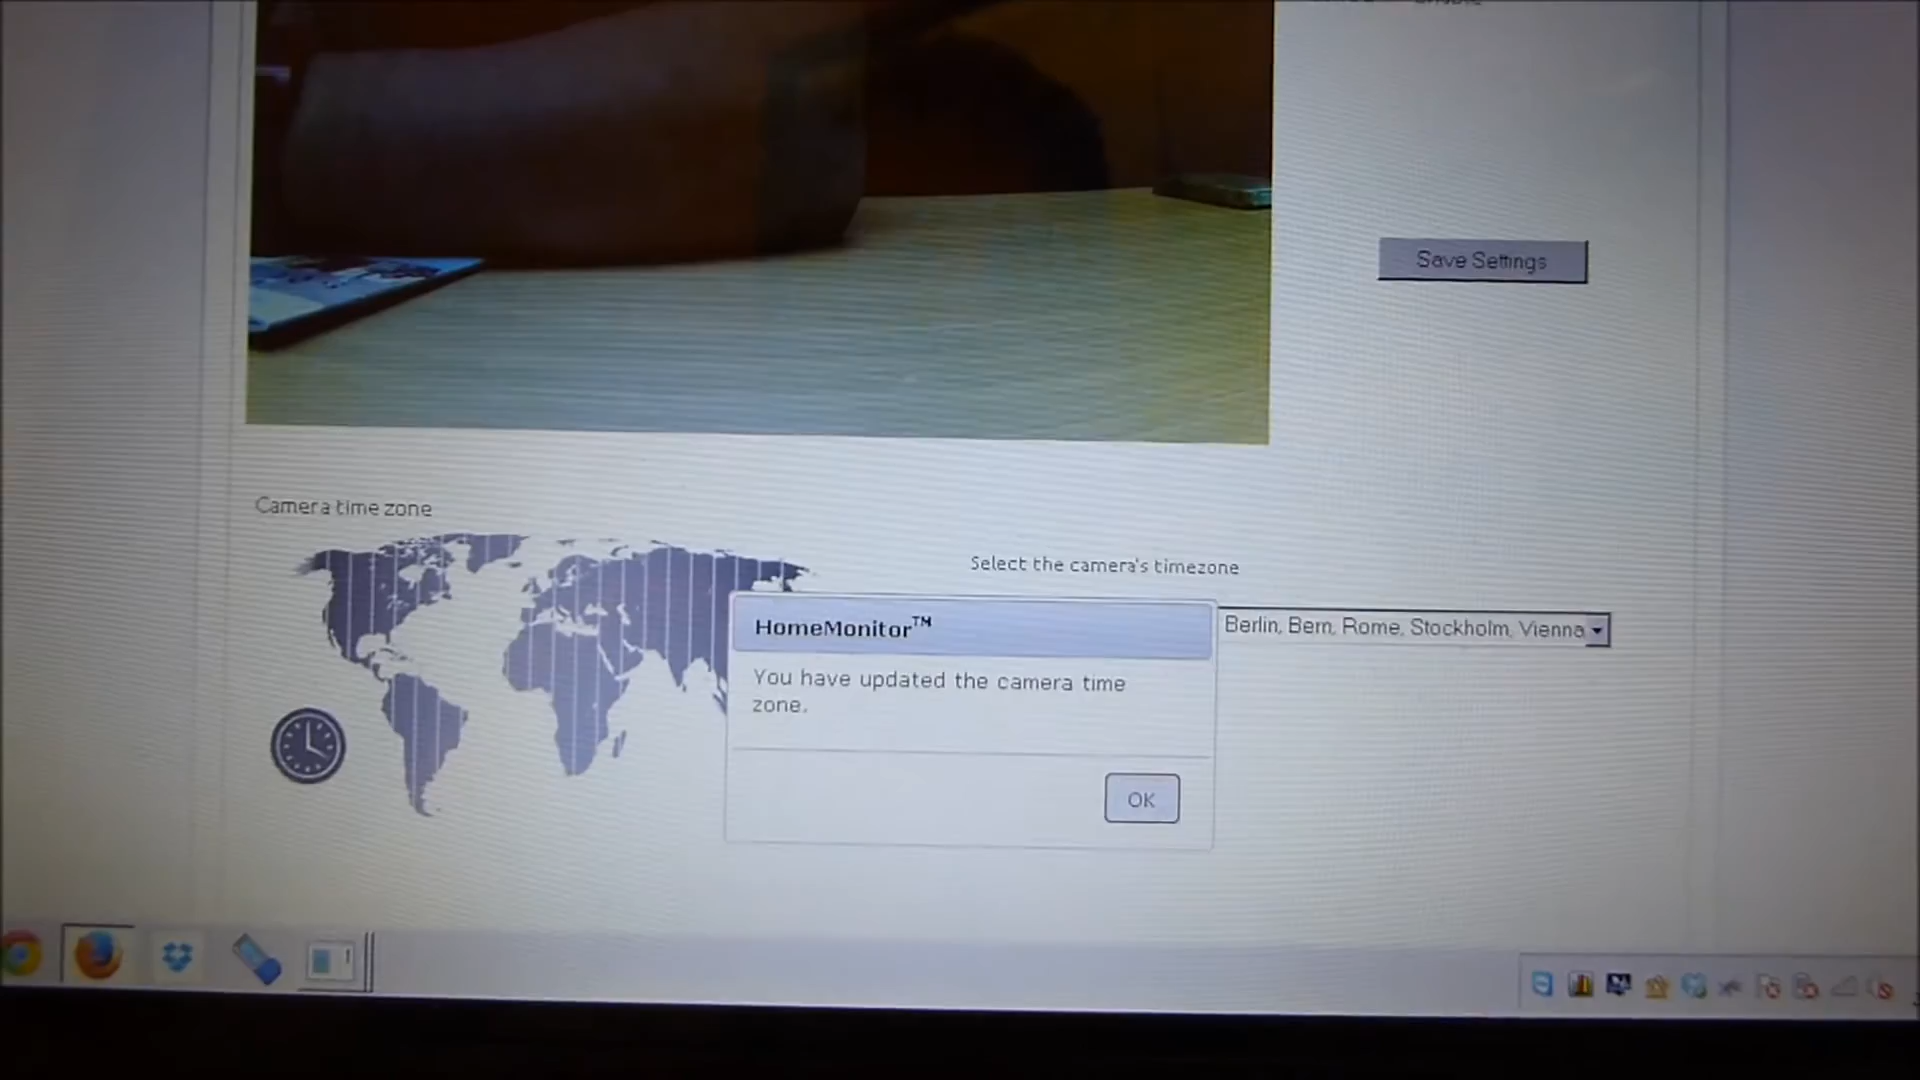 Save Settings
Camera time zone
Select the camera's timezone
HomeMonitor™
Berlin, Bern, Rome, Stockholm, Vienna
You have updated the camera time
zone.
OK